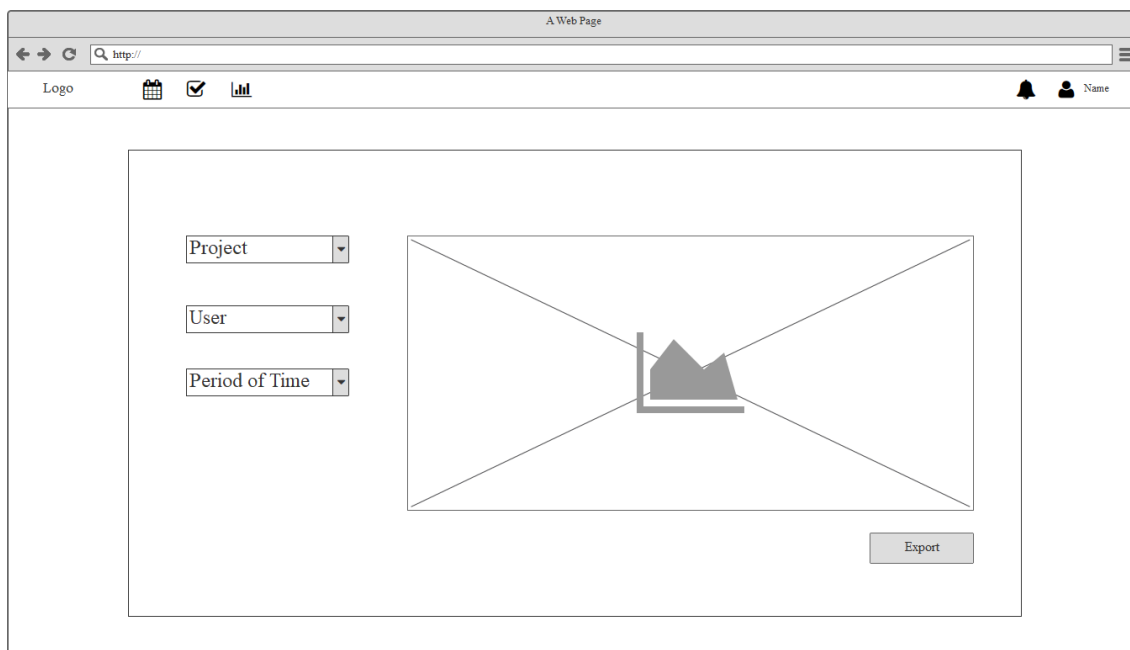 A Web Page
http://
Logo
Name
Project
User
Period of Time
Export